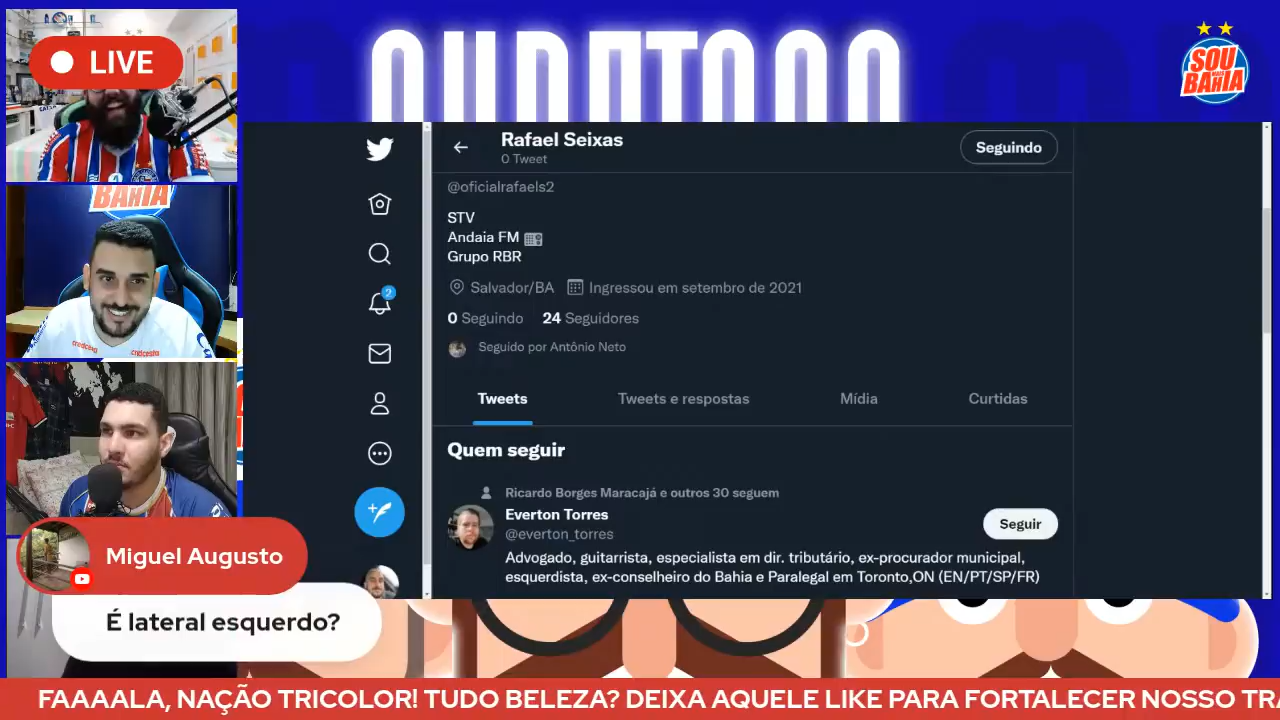 LIVE
SOU
MAIS
BAHIA
BAHIA
Rafael Seixas
0 Tweet
Seguindo
@oficialrafaels2
STV
Andaia FM
Grupo RBR
Salvador/BA Ingressou em setembro de 2021
0 Seguindo 24 Seguidores
Seguido por Antônio Neto
Tweets Tweets e respostas Mídia Curtidas
Quem seguir
Ricardo Borges Maracajá e outros 30 seguem
Everton Torres
@everton_torres
Seguir
Advogado, guitarrista, especialista em dir. tributário, ex-procurador municipal,
esquerdista, ex-conselheiro do Bahia e Paralegal em Toronto,ON (EN/PT/SP/FR)
2
Miguel Augusto
É lateral esquerdo?
FAAAALA, NAÇÃO TRICOLOR! TUDO BELEZA? DEIXA AQUELE LIKE PARA FORTALECER NOSSO TRA